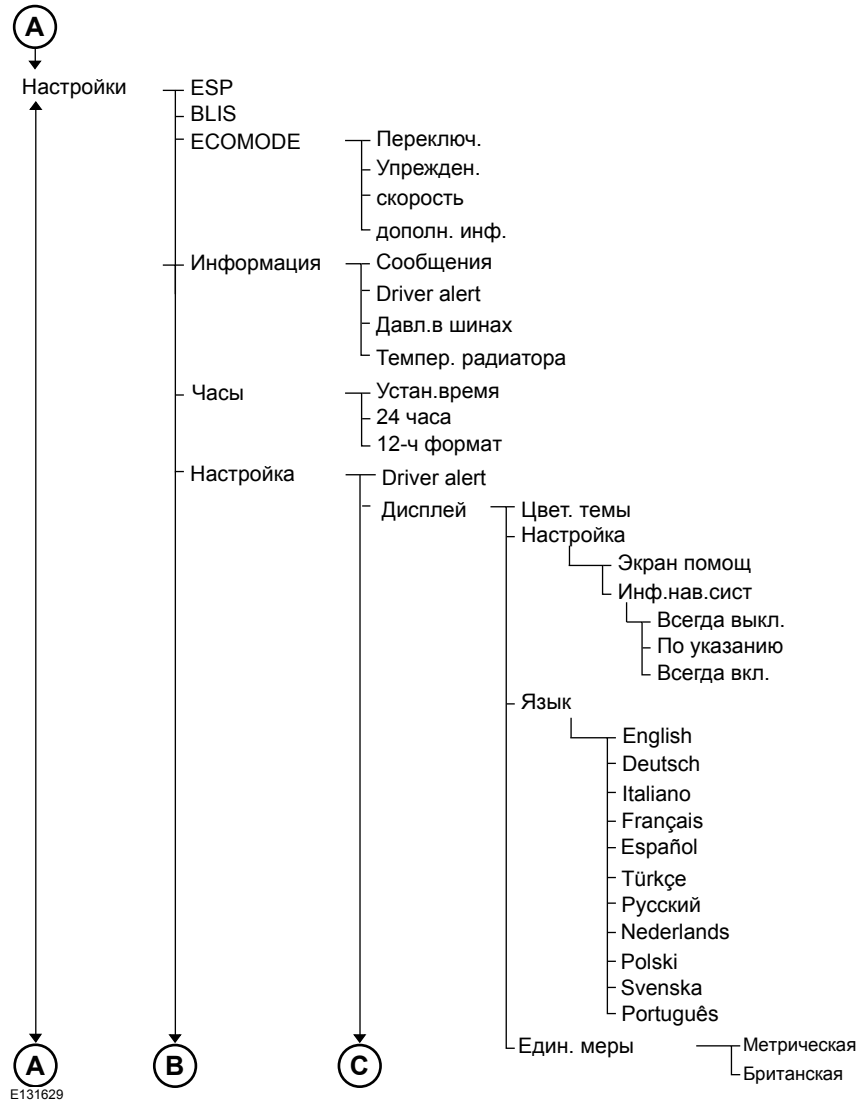 A
Настройки
ESP
BLIS
ECOMODE
Переключ.
Упрежден.
скорость
дополн. инф.
Информация
Сообщения
Driver alert
Давл.в шинах
Темпер. радиатора
Часы
Устан.время
24 часа
12-ч формат
Настройка
Driver alert
Дисплей
Цвет. темы
Настройка
Экран помощ
Инф.нав.сист
Всегда выкл.
По указанию
Всегда вкл.
Язык
English
Deutsch
Italiano
Français
Español
Türkçe
Русский
Nederlands
Polski
Svenska
Português
Един. меры
Метрическая
Британская
A
B
C
E131629